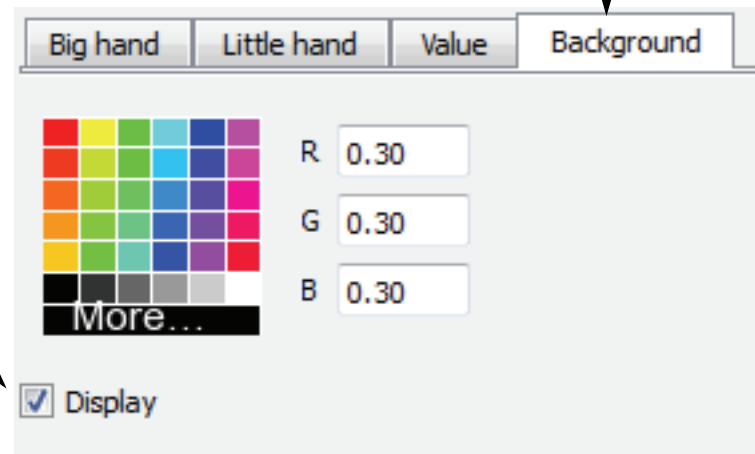 Big hand Little hand Value Background
R 0.30
G 0.30
B 0.30
More...
Display